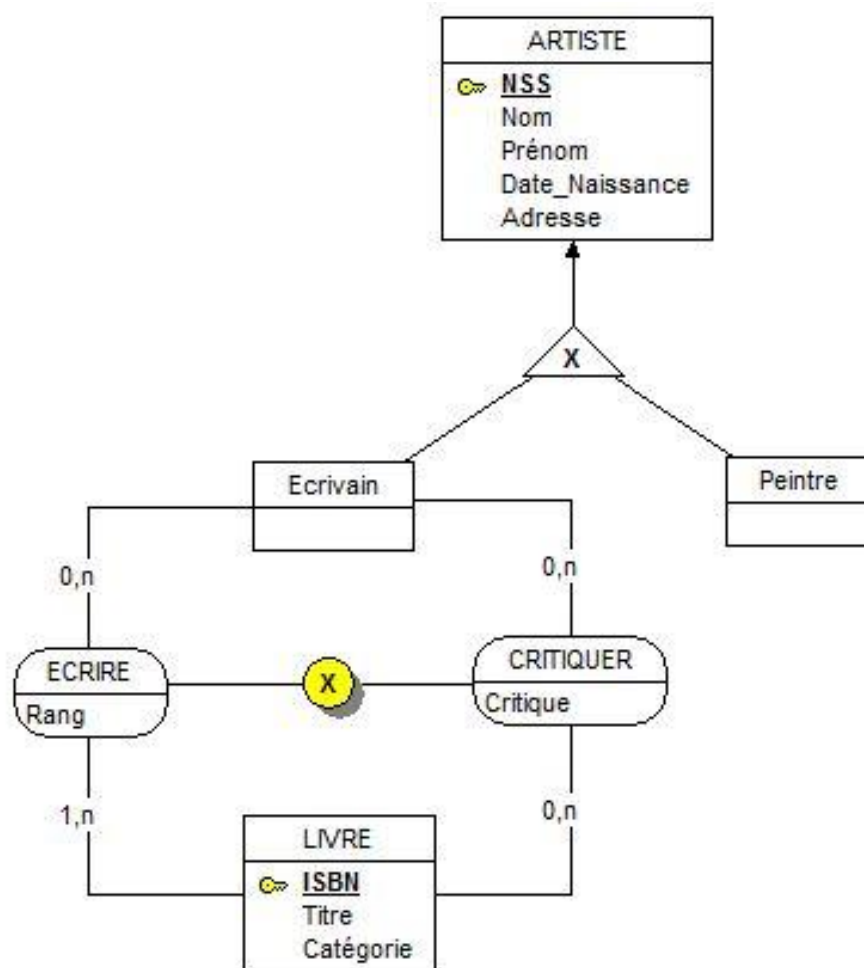 ARTISTE
NSS
Nom
Prénom
Date_Naissance
Adresse
X
Ecrivain
Peintre
0,n
0,n
ECRIRE
Rang
X
CRITIQUER
Critique
1,n
0,n
LIVRE
ISBN
Titre
Catégorie